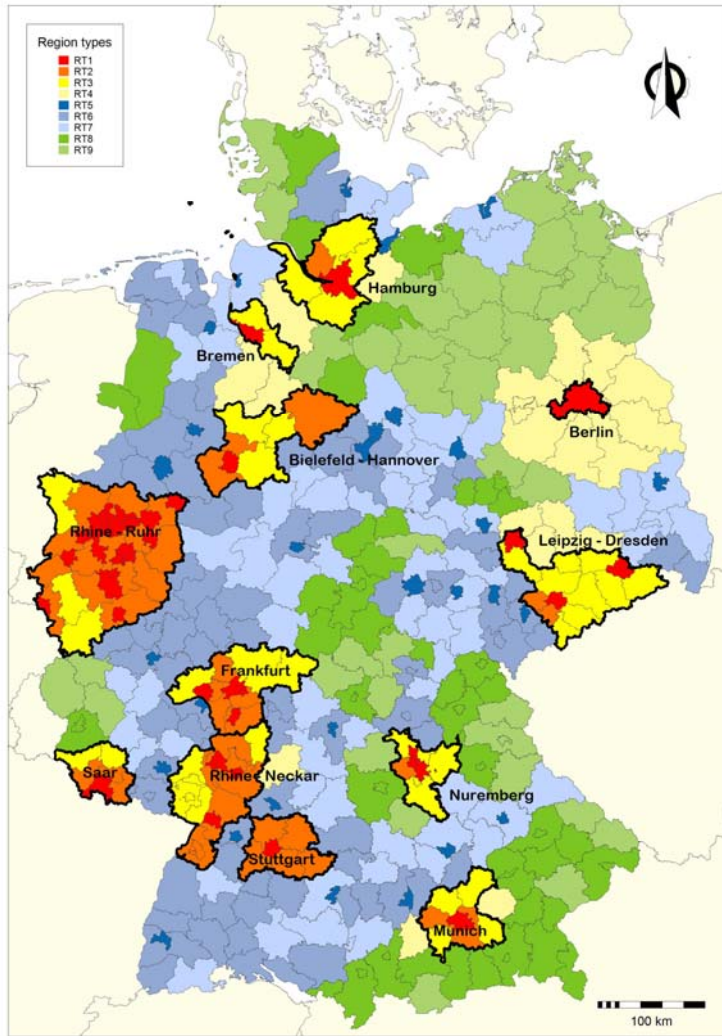 Region types
RT1
RT2
RT3
RT4
RT5
RT6
RT7
RT8
RT9
Hamburg
Bremen
Berlin
Bielefeld - Hannover
Rhine - Ruhr
Leipzig - Dresden
Frankfurt
Saar
Rhine - Neckar
Nuremberg
Stuttgart
Munich
100 km